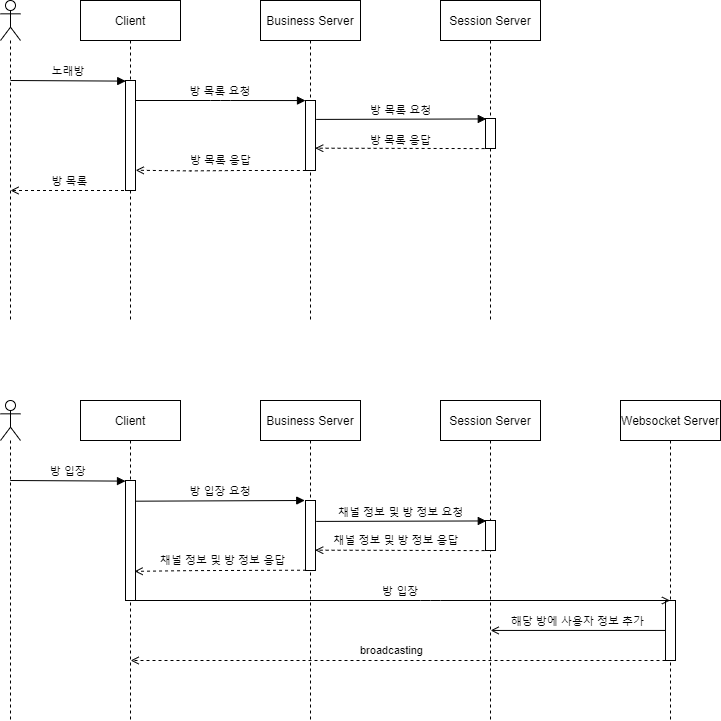 Client
Business Server
Session Server
노래방
방 목록 요청
방 목록 요청
방 목록 응답
방 목록 응답
방 목록
Client
Business Server
Session Server
Websocket Server
방 입장
방 입장 요청
채널 정보 및 방 정보 요청
채널 정보 및 방 정보 응답
채널 정보 및 방 정보 응답
방 입장
해당 방에 사용자 정보 추가
broadcasting